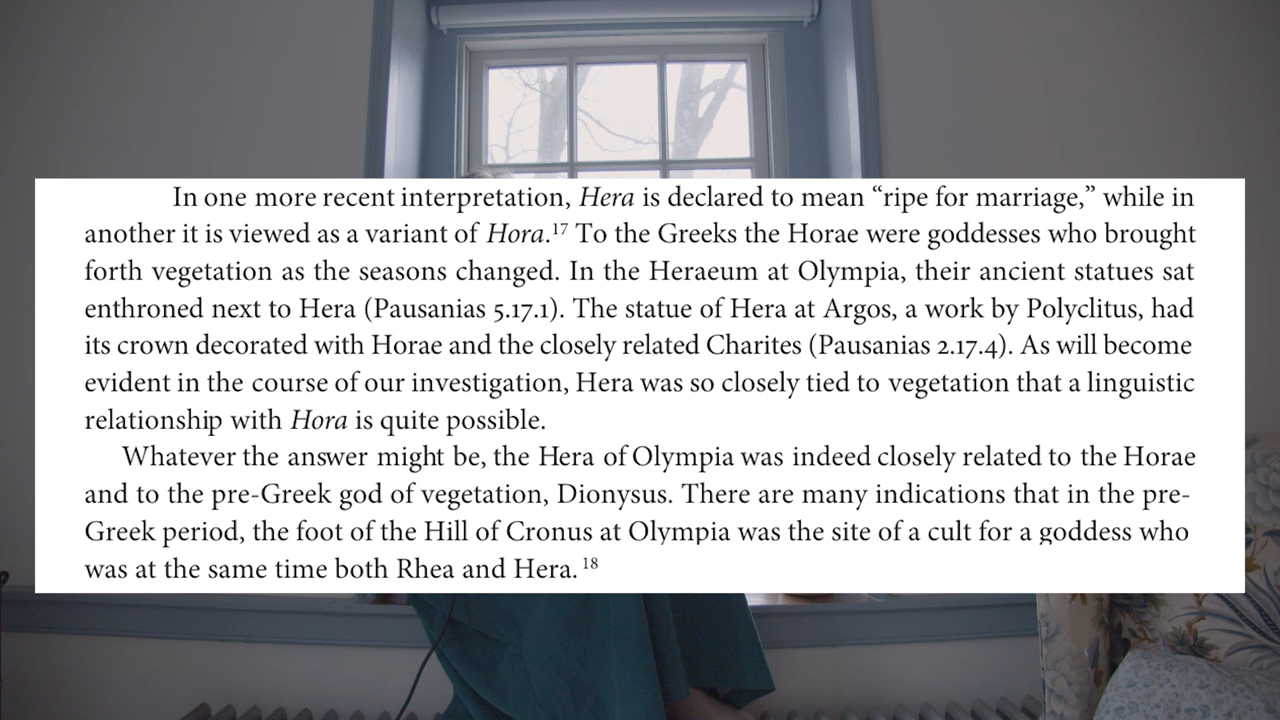 In one more recent interpretation, Hera is declared to mean “ripe for marriage,” while in
another it is viewed as a variant of Hora.17 To the Greeks the Horae were goddesses who brought
forth vegetation as the seasons changed. In the Heraeum at Olympia, their ancient statues sat
enthroned next to Hera (Pausanias 5.17.1). The statue of Hera at Argos, a work by Polyclitus, had
its crown decorated with Horae and the closely related Charites (Pausanias 2.17.4). As will become
evident in the course of our investigation, Hera was so closely tied to vegetation that a linguistic
relationship with Hora is quite possible.
Whatever the answer might be, the Hera of Olympia was indeed closely related to the Horae
and to the pre-Greek god of vegetation, Dionysus. There are many indications that in the pre-
Greek period, the foot of the Hill of Cronus at Olympia was the site of a cult for a goddess who
was at the same time both Rhea and Hera. 18